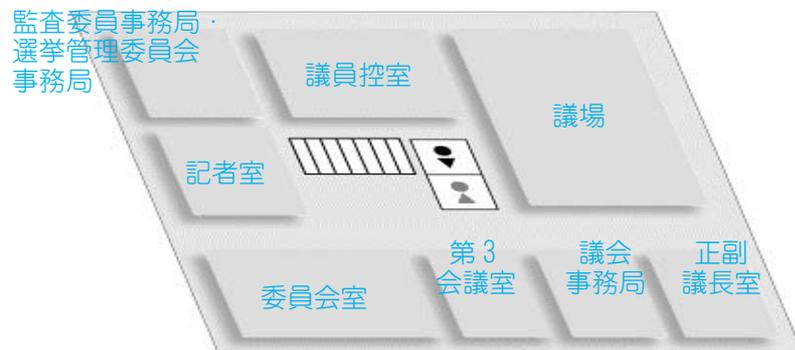 監査委員事務局・
選挙管理委員会
事務局
議員控室
議場
記者室
委員会室
第3
会議室
議会
事務局
正副
議長室